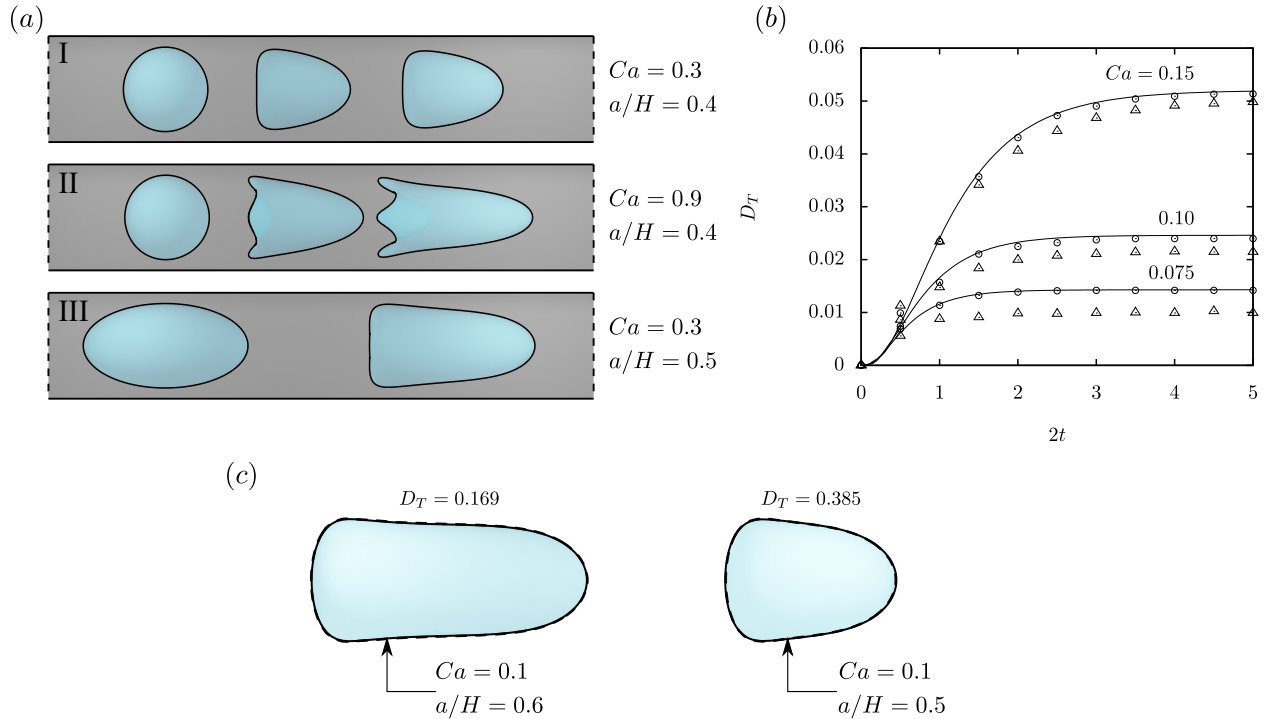 (a)
I
Ca = 0.3
a/H = 0.4
II
Ca = 0.9
a/H = 0.4
III
Ca = 0.3
a/H = 0.5
(b)
0.06
0.05
0.04
0.03
0.02
0.01
0
D_T
Ca = 0.15
0.10
0.075
0 1 2 3 4 5
2t
(c)
D_T = 0.169
Ca = 0.1
a/H = 0.6
D_T = 0.385
Ca = 0.1
a/H = 0.5